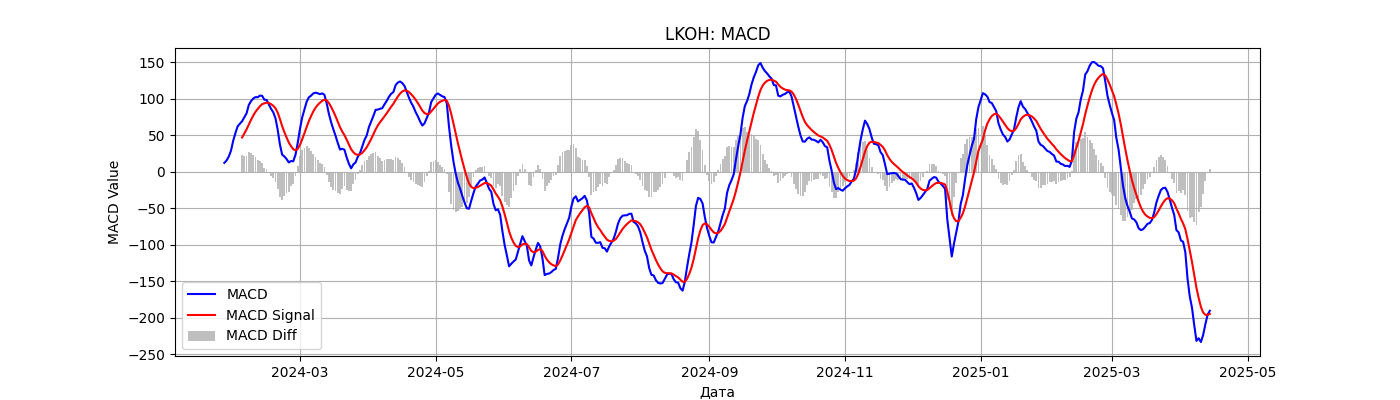 LKOH: MACD
MACD Value
150
100
50
0
−50
−100
−150
−200
−250
MACD
MACD Signal
MACD Diff
2024-03
2024-05
2024-07
2024-09
2024-11
2025-01
2025-03
2025-05
Дата